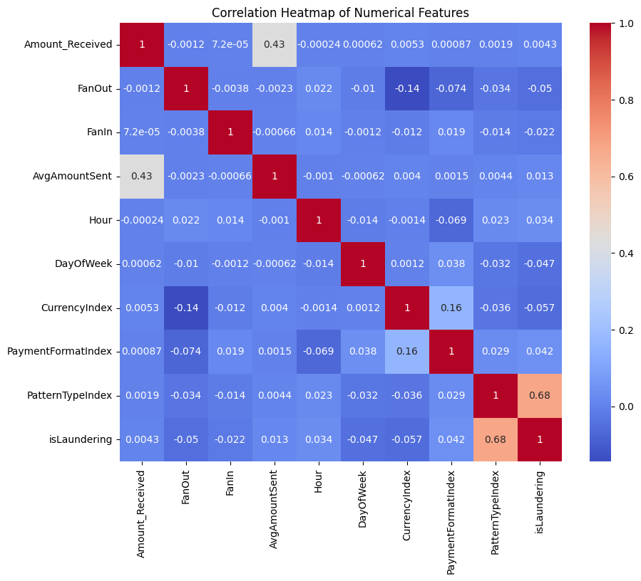 Correlation Heatmap of Numerical Features
Amount_Received 1 -0.0012 7.2e-05 0.43 -0.00024 0.00062 0.0053 0.00087 0.0019 0.0043
FanOut -0.0012 1 -0.0038 -0.0023 0.022 -0.01 -0.14 -0.074 -0.034 -0.05
FanIn 7.2e-05 -0.0038 1 -0.00066 0.014 -0.0012 -0.012 0.019 -0.014 -0.022
AvgAmountSent 0.43 -0.0023 -0.00066 1 -0.001 -0.00062 0.004 0.0015 0.0044 0.013
Hour -0.00024 0.022 0.014 -0.001 1 -0.014 -0.0014 -0.069 0.023 0.034
DayOfWeek 0.00062 -0.01 -0.0012 -0.00062 -0.014 1 0.0012 0.038 -0.032 -0.047
CurrencyIndex 0.0053 -0.14 -0.012 0.004 -0.0014 0.0012 1 0.16 -0.036 -0.057
PaymentFormatIndex 0.00087 -0.074 0.019 0.0015 -0.069 0.038 0.16 1 0.029 0.042
PatternTypeIndex 0.0019 -0.034 -0.014 0.0044 0.023 -0.032 -0.036 0.029 1 0.68
isLaundering 0.0043 -0.05 -0.022 0.013 0.034 -0.047 -0.057 0.042 0.68 1
Amount_Received
FanOut
FanIn
AvgAmountSent
Hour
DayOfWeek
CurrencyIndex
PaymentFormatIndex
PatternTypeIndex
isLaundering
1.0
0.8
0.6
0.4
0.2
0.0